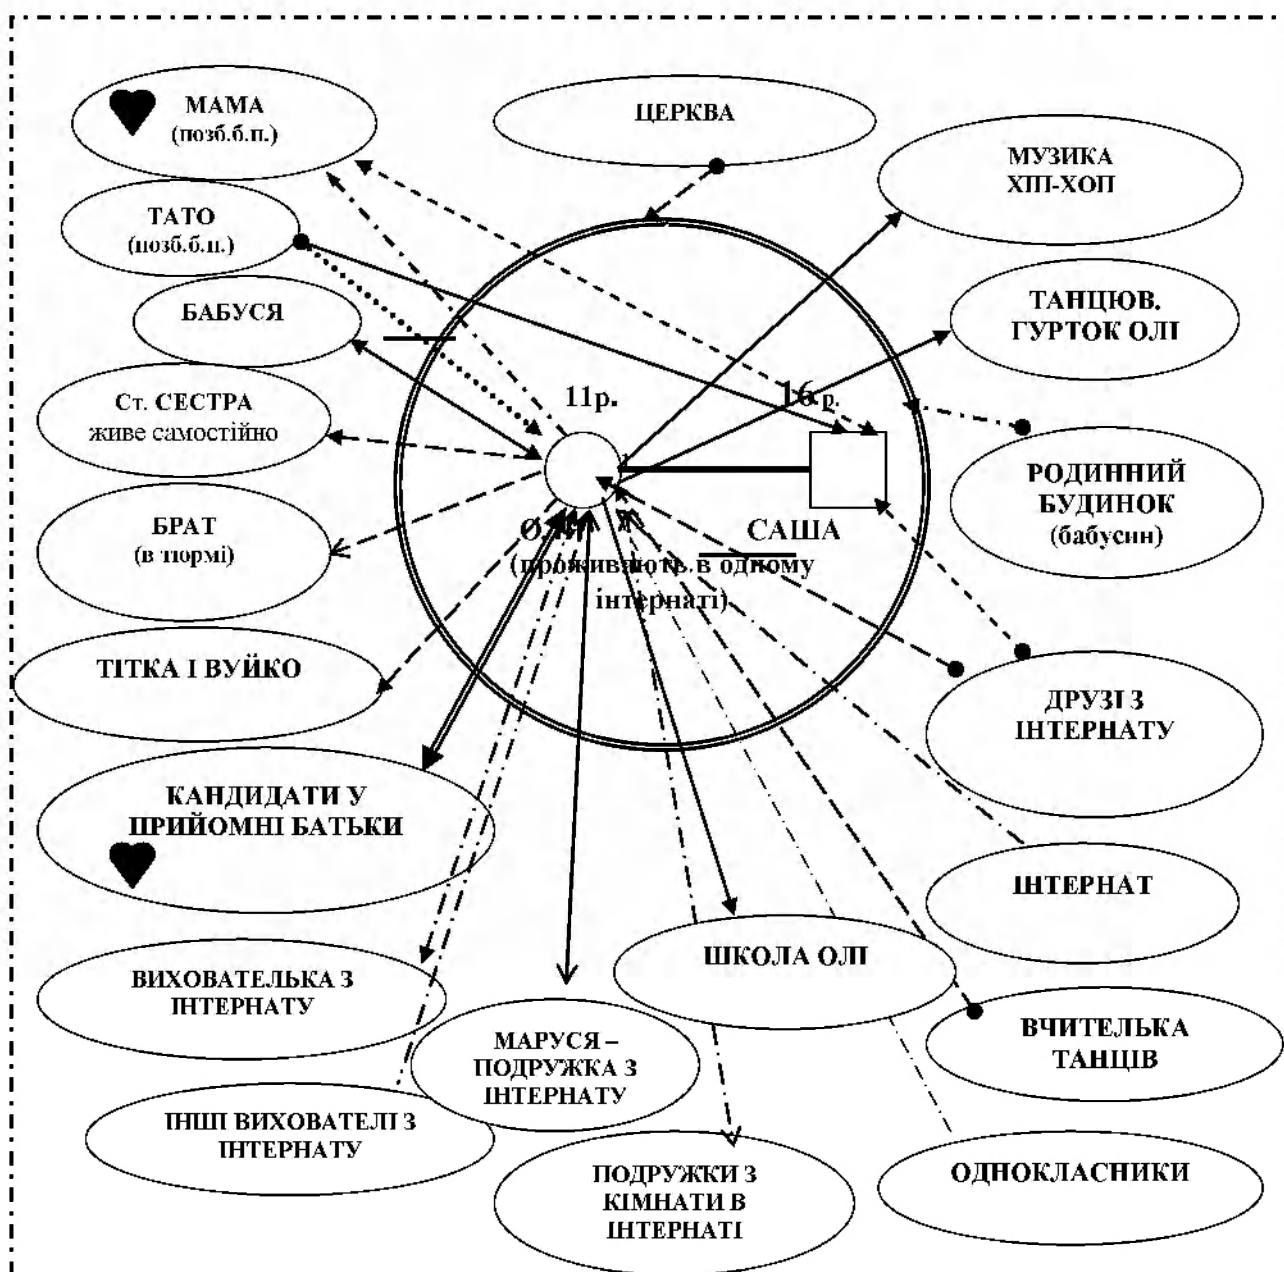 МАМА
(позб.б.п.)
ЦЕРКВА
МУЗИКА
ХІП-ХОП
ТАТО
(позб.б.п.)
БАБУСЯ
ТАНЦЮВ.
ГУРТОК ОЛІ
Ст. СЕСТРА
живе самостійно
11р.
16р.
БРАТ
(в тюрмі)
РОДИННИЙ
БУДИНОК
(бабусин)
САША
(проживають в одному
інтернаті)
ТІТКА І ВУЙКО
ДРУЗІ З
ІНТЕРНАТУ
КАНДИДАТИ У
ПРИЙОМНІ БАТЬКИ
ІНТЕРНАТ
ВИХОВАТЕЛЬКА З
ІНТЕРНАТУ
ШКОЛА ОЛІ
МАРУСЯ –
ПОДРУЖКА З
ІНТЕРНАТУ
ВЧИТЕЛЬКА
ТАНЦІВ
ІНШІ ВИХОВАТЕЛІ З
ІНТЕРНАТУ
ПОДРУЖКИ З
КІМНАТИ В
ІНТЕРНАТІ
ОДНОКЛАСНИКИ